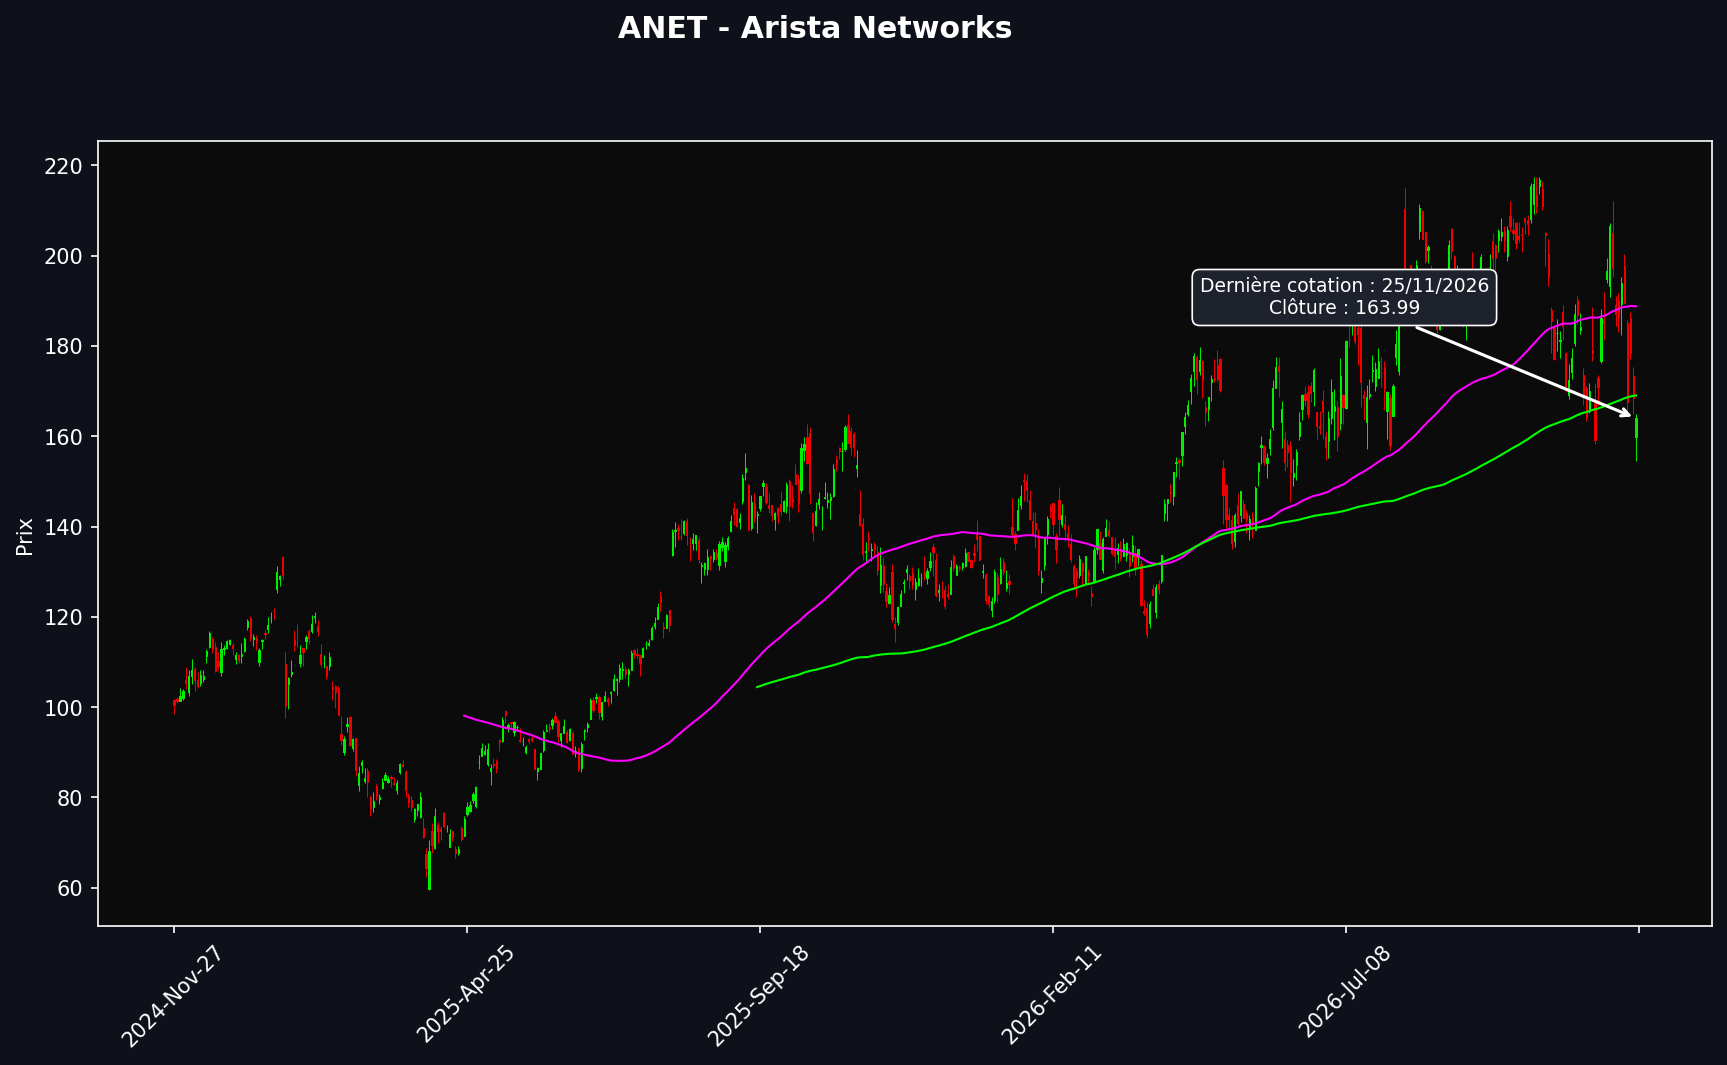 ANET - Arista Networks
Prix
220
200
180
160
140
120
100
80
60
Dernière cotation : 25/11/2026
Clôture : 163.99
2024-Nov-27
2025-Apr-25
2025-Sep-18
2026-Feb-11
2026-Jul-08